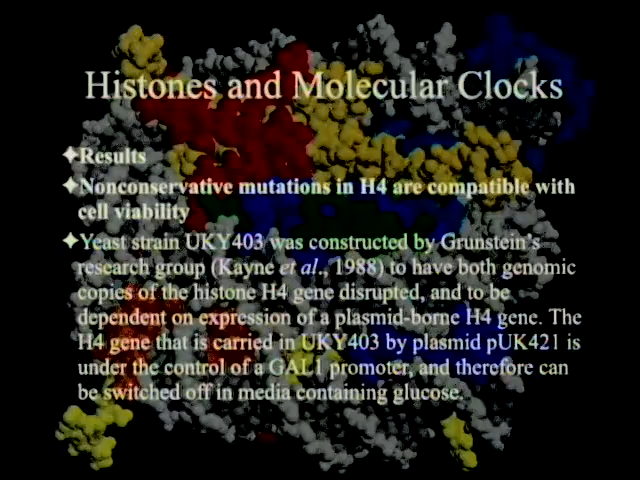 Histones and Molecular Clocks
✦Results
✦Nonconservative mutations in H4 are compatible with
cell viability
✦Yeast strain UKY403 was constructed by Grunstein's
research group (Kayne et al., 1988) to have both genomic
copies of the histone H4 gene disrupted, and to be
dependent on expression of a plasmid-borne H4 gene. The
H4 gene that is carried in UKY403 by plasmid pUK421 is
under the control of a GAL1 promoter, and therefore can
be switched off in media containing glucose.